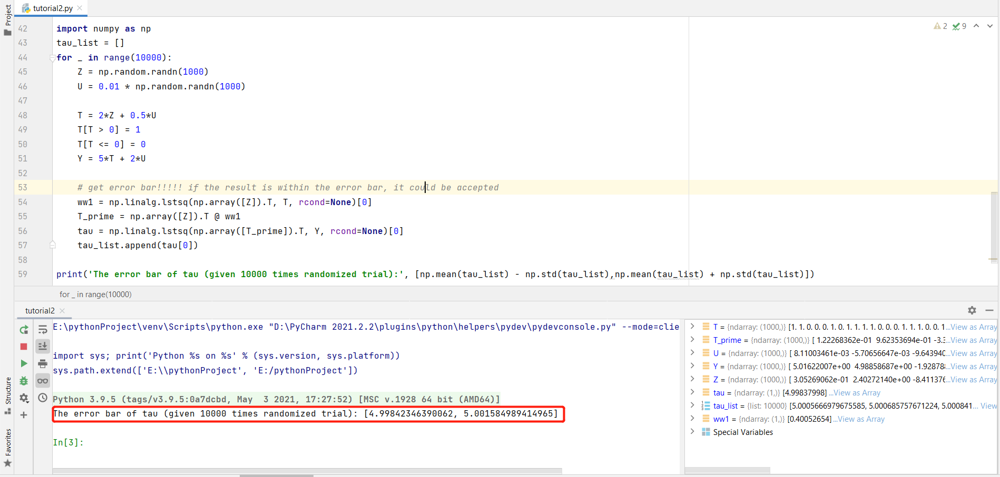 Project
tutorial2.py
2 9
42 import numpy as np
43 tau_list = []
44 for _ in range(10000):
45 Z = np.random.randn(1000)
46 U = 0.01 * np.random.randn(1000)
47
48 T = 2*Z + 0.5*U
49 T[T > 0] = 1
50 T[T <= 0] = 0
51 Y = 5*T + 2*U
52
53 # get error bar!!!!! if the result is within the error bar, it could be accepted
54 ww1 = np.linalg.lstsq(np.array([Z]).T, T, rcond=None)[0]
55 T_prime = np.array([Z]).T @ ww1
56 tau = np.linalg.lstsq(np.array([T_prime]).T, Y, rcond=None)[0]
57 tau_list.append(tau[0])
58
59 print('The error bar of tau (given 10000 times randomized trial):', [np.mean(tau_list) - np.std(tau_list),np.mean(tau_list) + np.std(tau_list)])
for _ in range(10000)
tutorial2
E:\pythonProject\venv\Scripts\python.exe "D:\PyCharm 2021.2.2\plugins\python\helpers\pydev\pydevconsole.py" --mode=clie
import sys; print('Python %s on %s' % (sys.version, sys.platform))
sys.path.extend(['E:\\pythonProject', 'E:/pythonProject'])
Python 3.9.5 (tags/v3.9.5:0a7dcbd, May  3 2021, 17:27:52) [MSC v.1928 64 bit (AMD64)]
The error bar of tau (given 10000 times randomized trial): [4.99842346390062, 5.001584989414965]
In[3]:
T = {ndarray: (1000,)} [1. 1. 0. 0. 0. 1. 0. 1. 1. 1. 1. 0. 0. 0. 1. 1. 1. 0. 0. 1...View as Array
T_prime = {ndarray: (1000,)} [ 1.22268362e-01 9.62353694e-01 -3.3...View as Array
U = {ndarray: (1000,)} [ 8.11003461e-03 -5.70656647e-03 -9.643940...View as Array
Y = {ndarray: (1000,)} [ 5.01622007e+00 4.98858687e+00 -1.928788...View as Array
Z = {ndarray: (1000,)} [ 3.05269062e-01 2.40272140e+00 -8.411376...View as Array
tau = {ndarray: (1,)} [4.99837998] ...View as Array
tau_list = {list: 10000} [5.0005666979675585, 5.000685757671224, 5.000841... View
ww1 = {ndarray: (1,)} [0.40052654] ...View as Array
Special Variables
Structure
Favorites